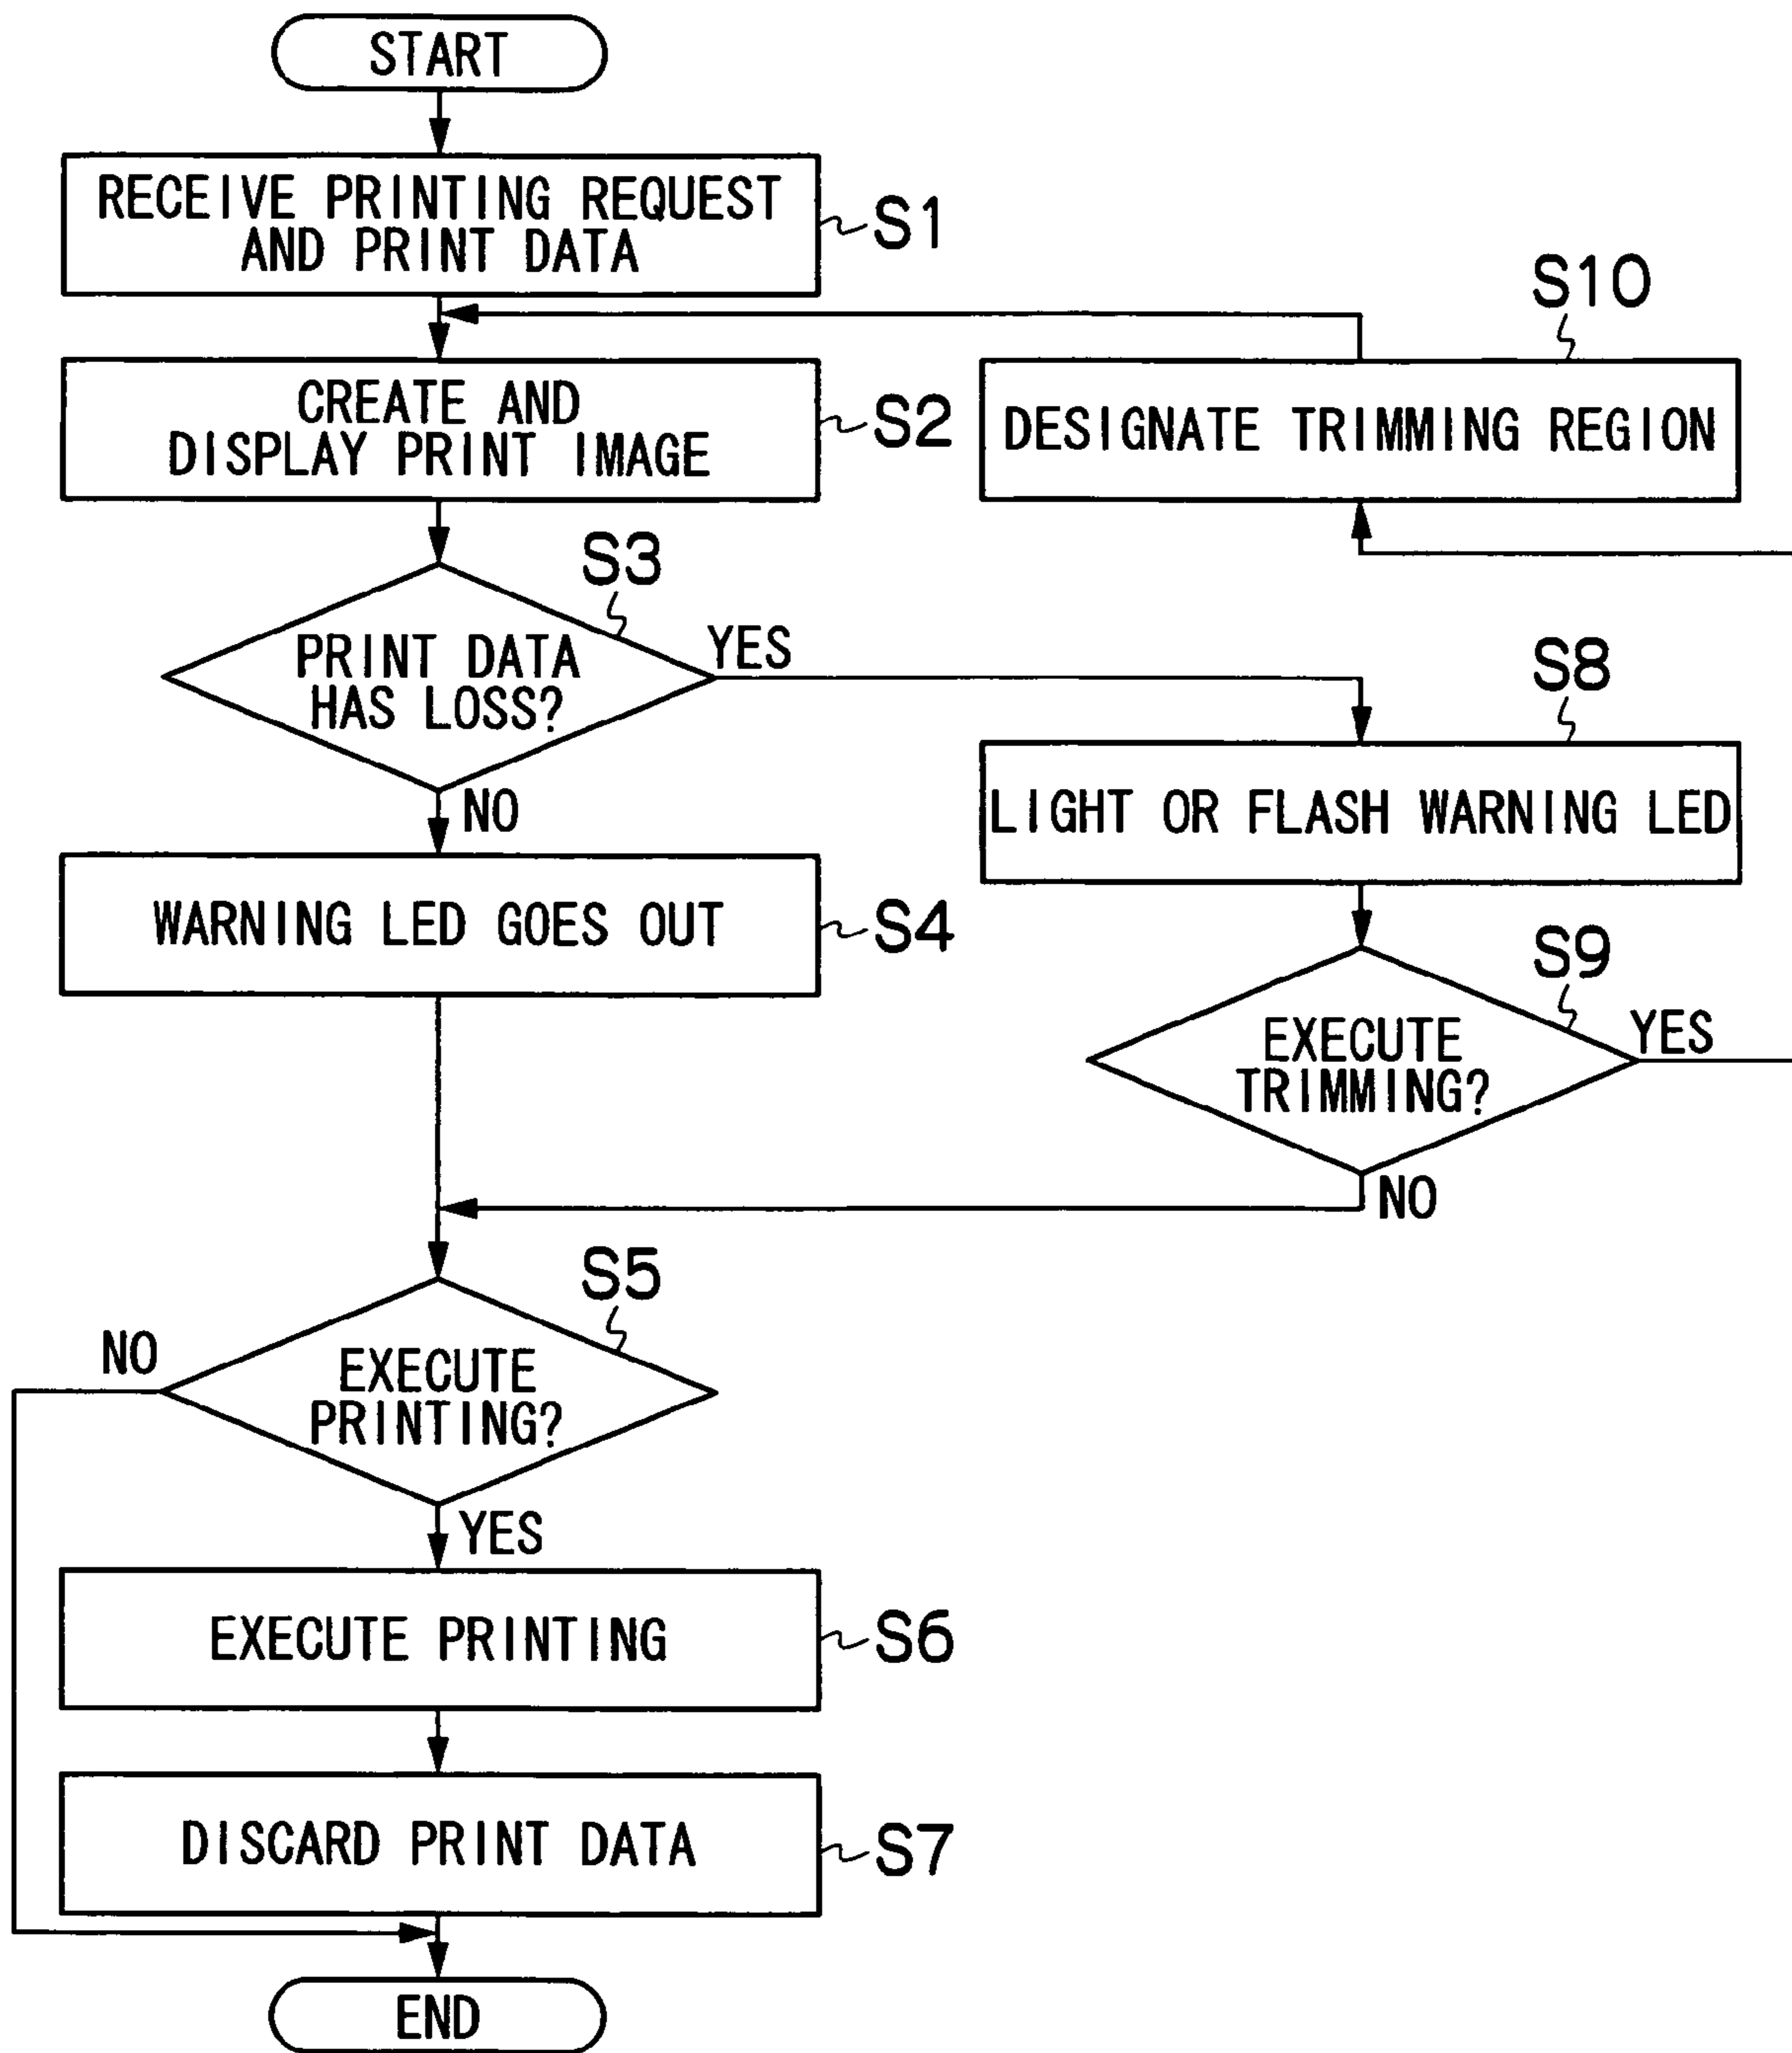 START
RECEIVE PRINTING REQUEST
AND PRINT DATA
S1
S10
CREATE AND
DISPLAY PRINT IMAGE
S2
DESIGNATE TRIMMING REGION
S3
PRINT DATA
HAS LOSS?
YES
NO
S8
LIGHT OR FLASH WARNING LED
WARNING LED GOES OUT
S4
S9
EXECUTE
TRIMMING?
YES
NO
S5
NO
EXECUTE
PRINTING?
YES
EXECUTE PRINTING
S6
DISCARD PRINT DATA
S7
END